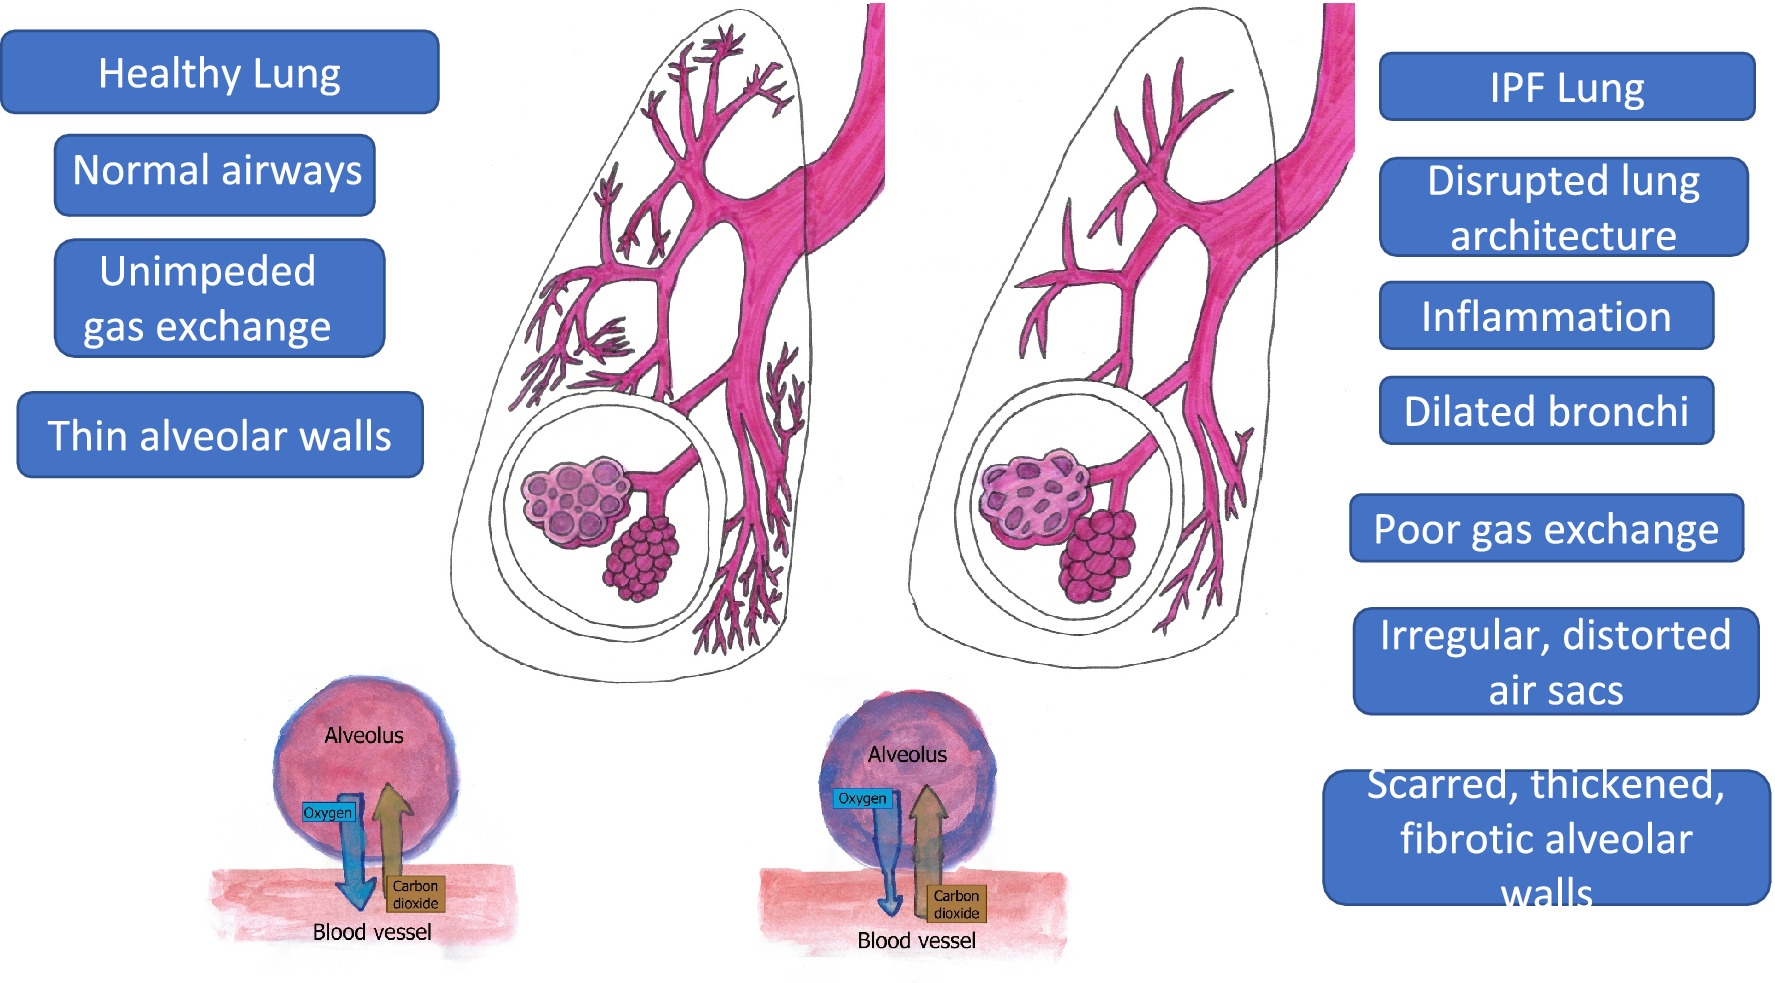 Healthy Lung
Normal airways
Unimpeded
gas exchange
Thin alveolar walls
IPF Lung
Disrupted lung
architecture
Inflammation
Dilated bronchi
Poor gas exchange
Irregular, distorted
air sacs
Scarred, thickened,
fibrotic alveolar
walls
Alveolus
Oxygen
Carbon
dioxide
Blood vessel
Alveolus
Oxygen
Carbon
dioxide
Blood vessel